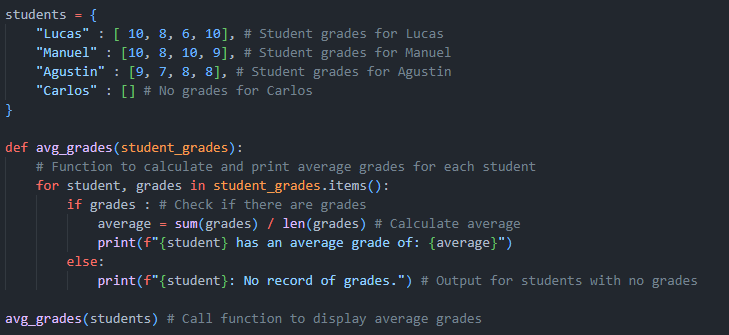 students = {
    "Lucas" : [ 10, 8, 6, 10], # Student grades for Lucas
    "Manuel" : [10, 8, 10, 9], # Student grades for Manuel
    "Agustin" : [9, 7, 8, 8], # Student grades for Agustin
    "Carlos" : [] # No grades for Carlos
}

def avg_grades(student_grades):
    # Function to calculate and print average grades for each student
    for student, grades in student_grades.items():
        if grades : # Check if there are grades
            average = sum(grades) / len(grades) # Calculate average
            print(f"{student} has an average grade of: {average}")
        else:
            print(f"{student}: No record of grades.") # Output for students with no grades

avg_grades(students) # Call function to display average grades